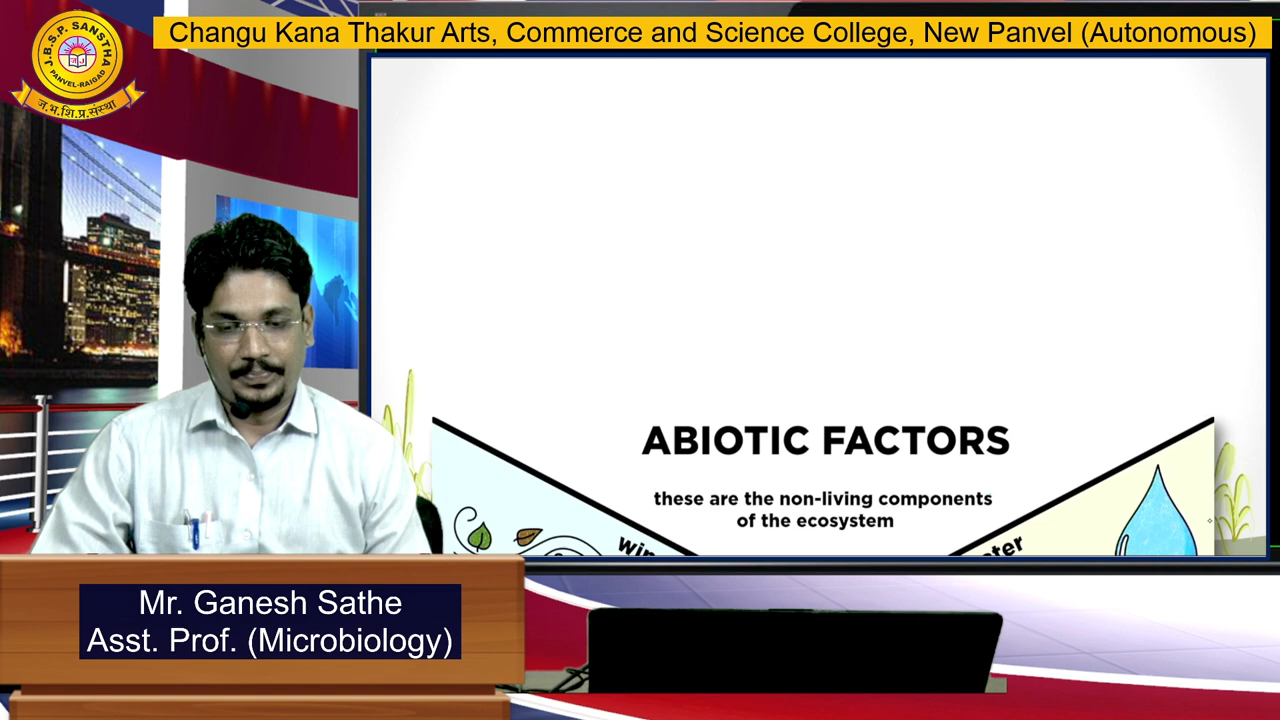 J.B.S.P. SANSTHA
PANVEL-RAIGAD
ज.भ.शि.प्र.संस्था
Changu Kana Thakur Arts, Commerce and Science College, New Panvel (Autonomous)
ABIOTIC FACTORS
these are the non-living components
of the ecosystem
Mr. Ganesh Sathe
Asst. Prof. (Microbiology)